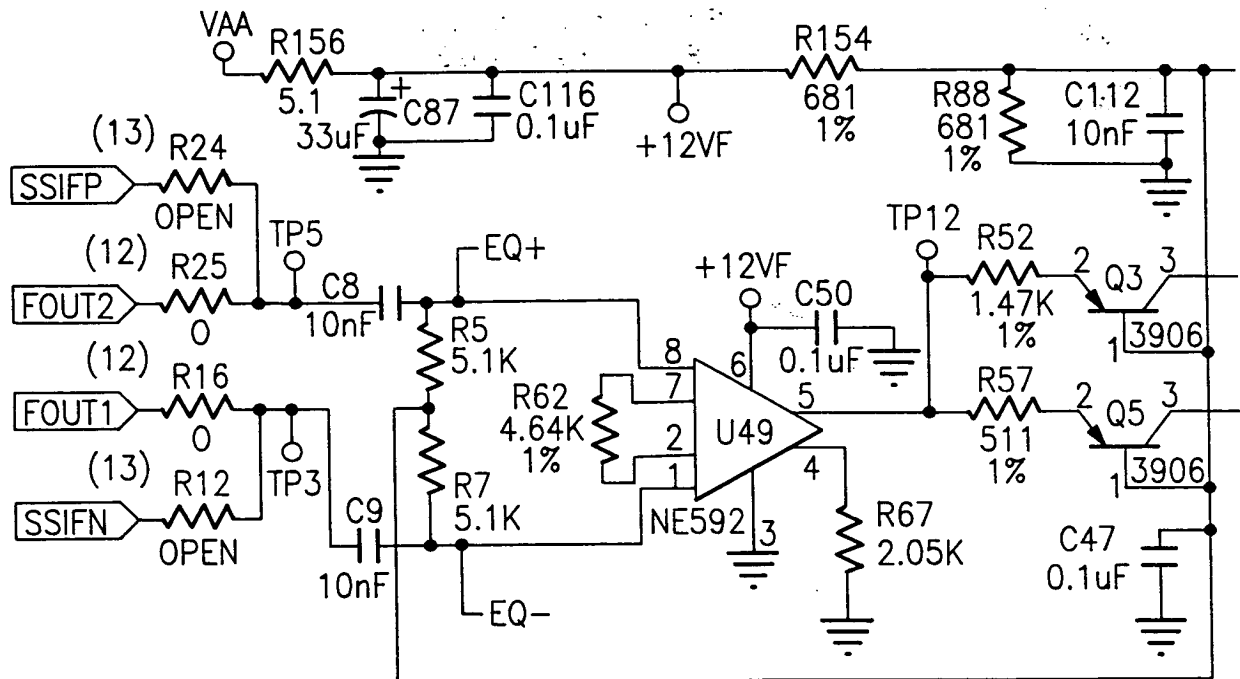 VAA
R156
5.1
+
C87
33uF
C116
0.1uF
+12VF
R154
681
1%
R88
681
1%
C112
10nF
(13)
R24
SSIFP
OPEN
TP5
(12)
R25
FOUT2
0
C8
10nF
EQ+
R5
5.1K
+12VF
C50
0.1uF
TP12
R52
1.47K
1%
2
Q3
3
1
3906
(12)
R16
FOUT1
0
(13)
R12
SSIFN
OPEN
TP3
C9
10nF
R7
5.1K
EQ-
R62
4.64K
1%
8
7
2
1
6
U49
5
4
3
NE592
R67
2.05K
R57
511
1%
2
Q5
3
1
3906
C47
0.1uF